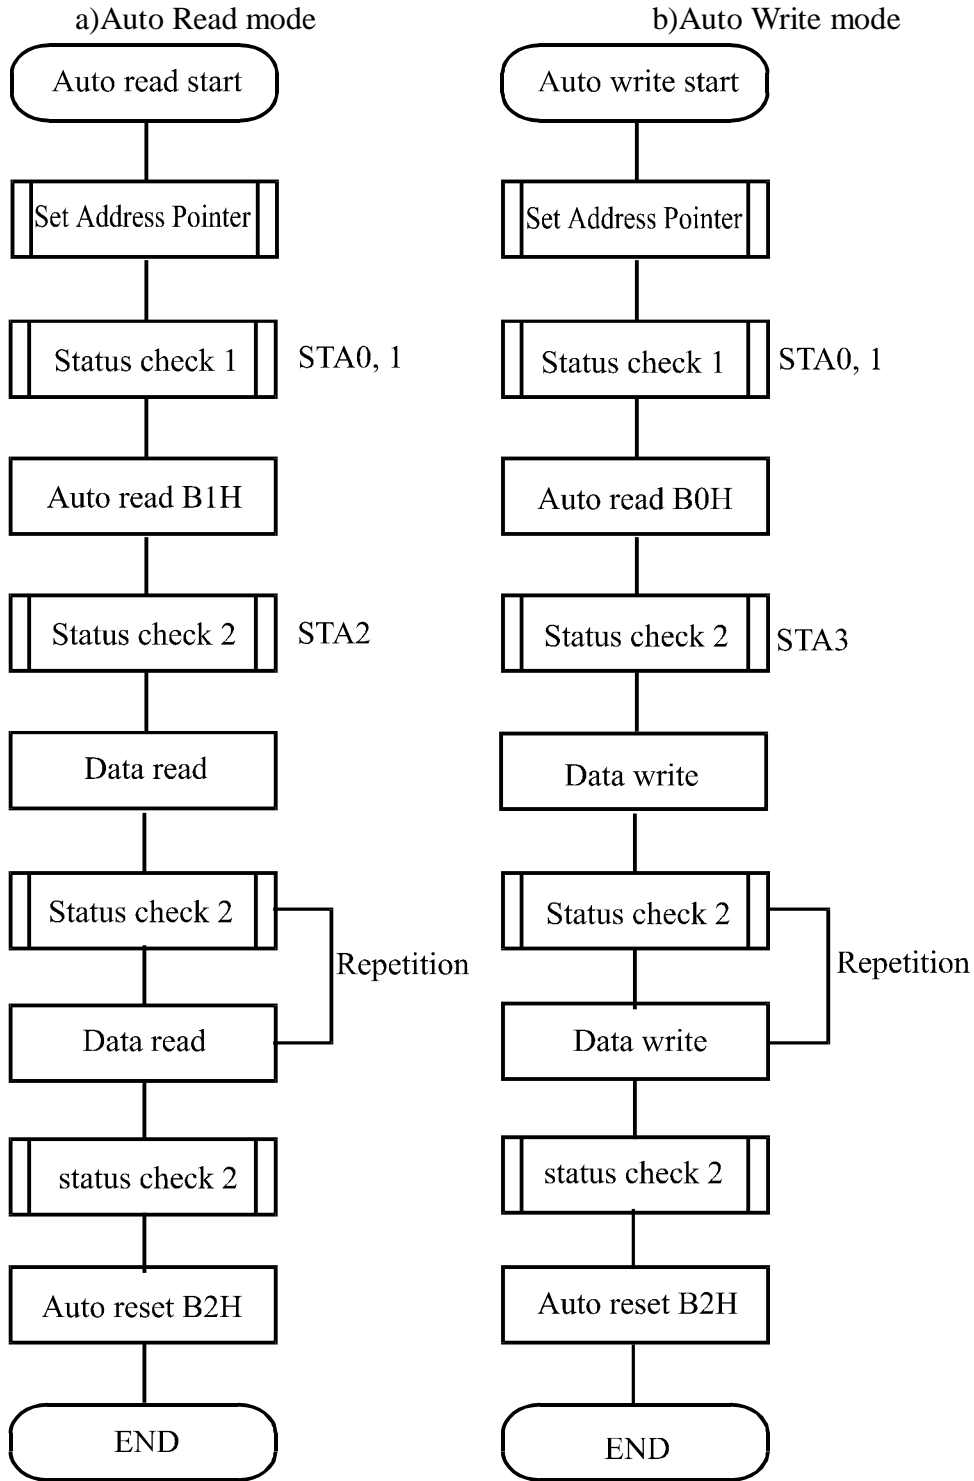 a)Auto Read mode
Auto read start
Set Address Pointer
Status check 1
STA0, 1
Auto read B1H
Status check 2
STA2
Data read
Status check 2
Repetition
Data read
status check 2
Auto reset B2H
END
b)Auto Write mode
Auto write start
Set Address Pointer
Status check 1
STA0, 1
Auto read B0H
Status check 2
STA3
Data write
Status check 2
Repetition
Data write
status check 2
Auto reset B2H
END